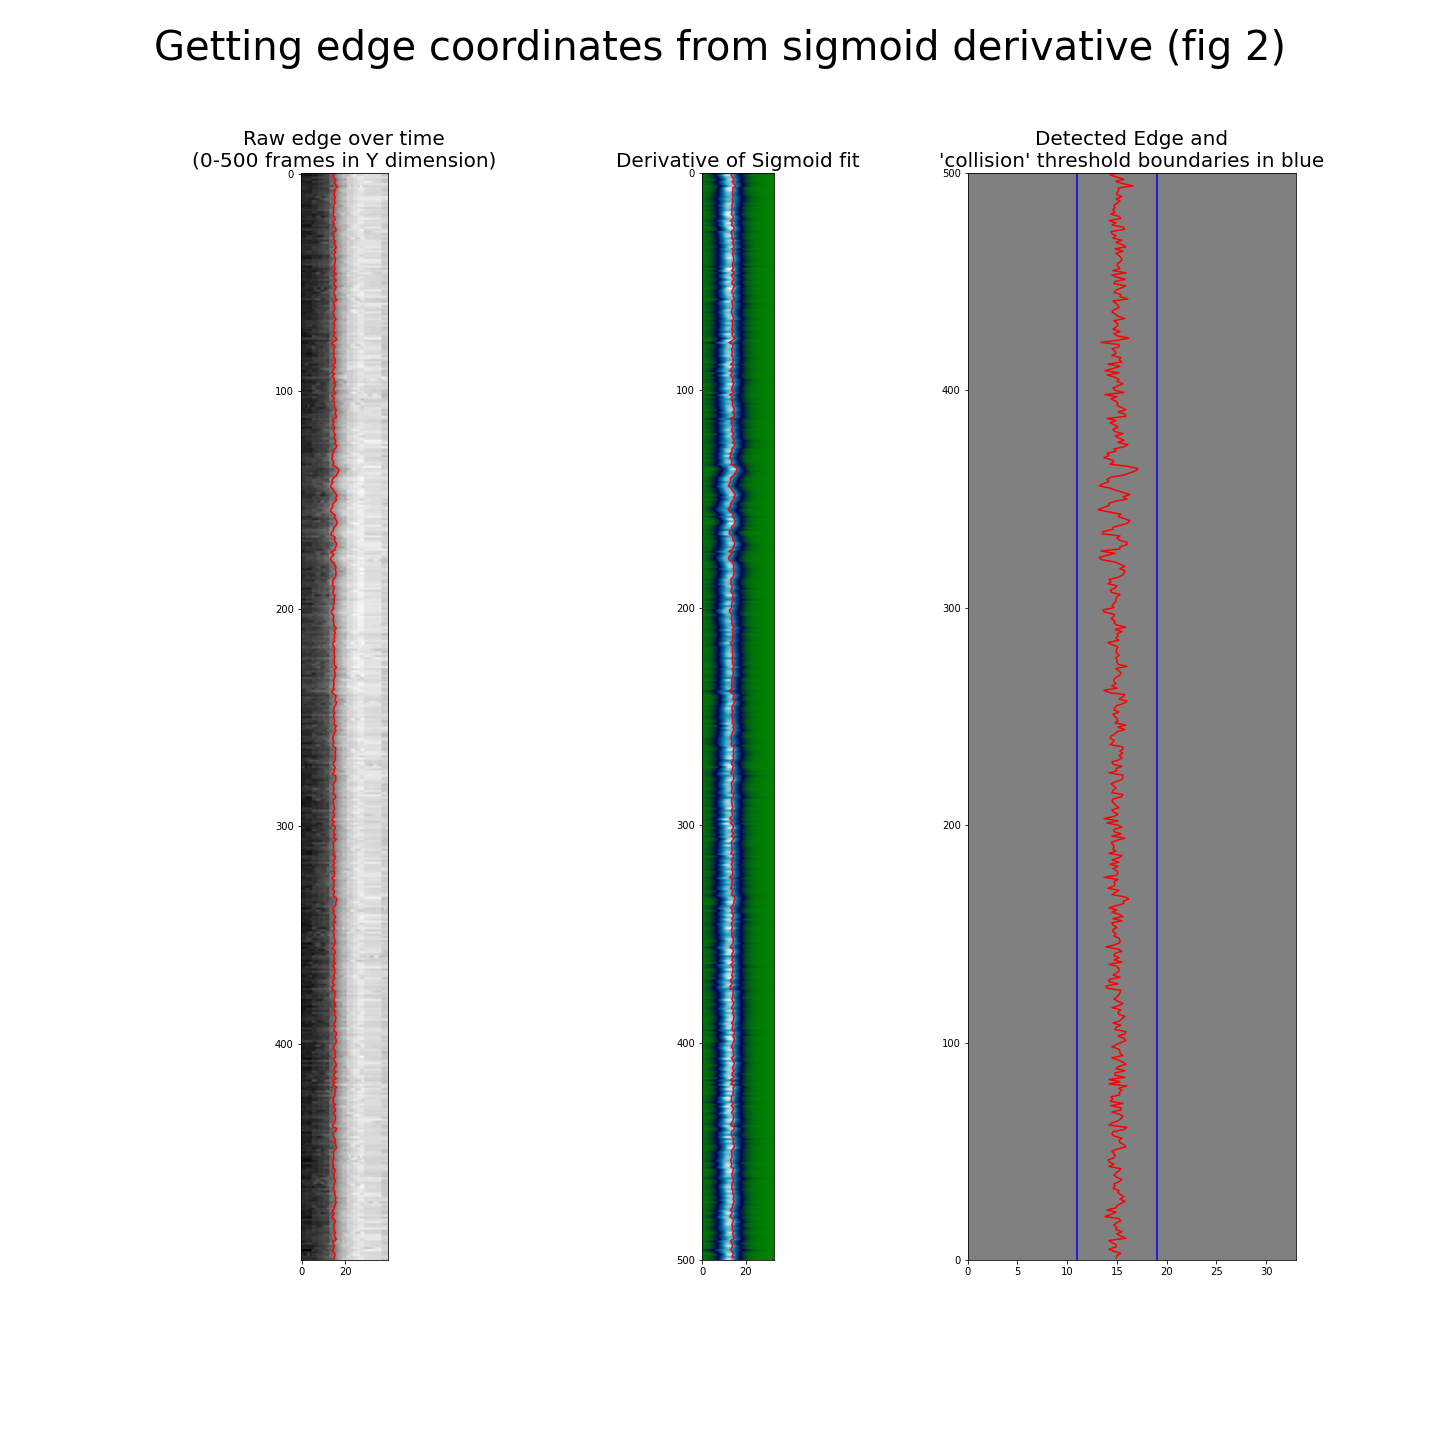 Getting edge coordinates from sigmoid derivative (fig 2)
Raw edge over time
(0-500 frames in Y dimension)
0
100
200
300
400
0 20
Derivative of Sigmoid fit
0
100
200
300
400
500
0 20
Detected Edge and
'collision' threshold boundaries in blue
500
400
300
200
100
0
0 5 10 15 20 25 30